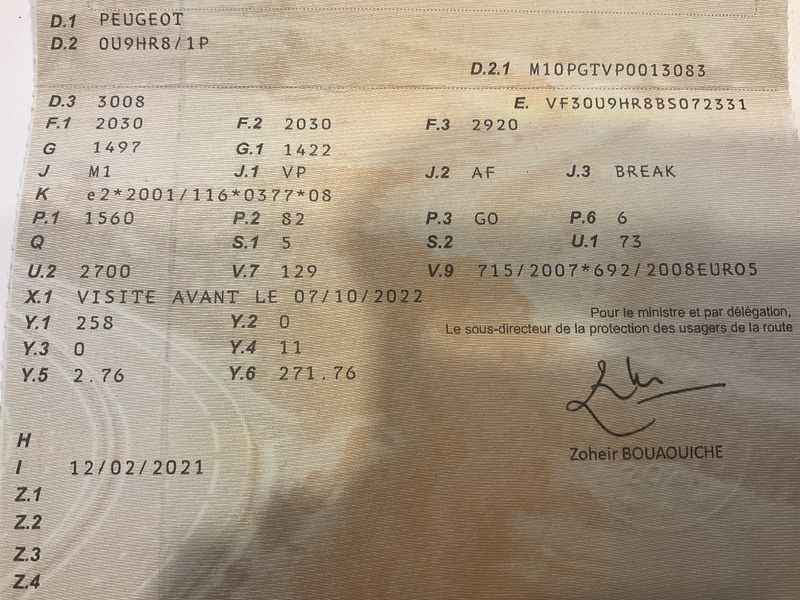 D.1 PEUGEOT
D.2 0U9HR8/1P
D.2.1 M10PGTVP0013083
D.3 3008 E. VF30U9HR8BS072331
F.1 2030 F.2 2030 F.3 2920
G 1497 G.1 1422
J M1 J.1 VP J.2 AF J.3 BREAK
K e2*2001/116*0377*08
P.1 1560 P.2 82 P.3 GO P.6 6
Q S.1 5 S.2 U.1 73
U.2 2700 V.7 129 V.9 715/2007*692/2008EURO5
X.1 VISITE AVANT LE 07/10/2022
Pour le ministre et par délégation,
Y.1 258 Y.2 0 Le sous-directeur de la protection des usagers de la route
Y.3 0 Y.4 11
Y.5 2.76 Y.6 271.76
H
Zoheir BOUAOUICHE
I 12/02/2021
Z.1
Z.2
Z.3
Z.4